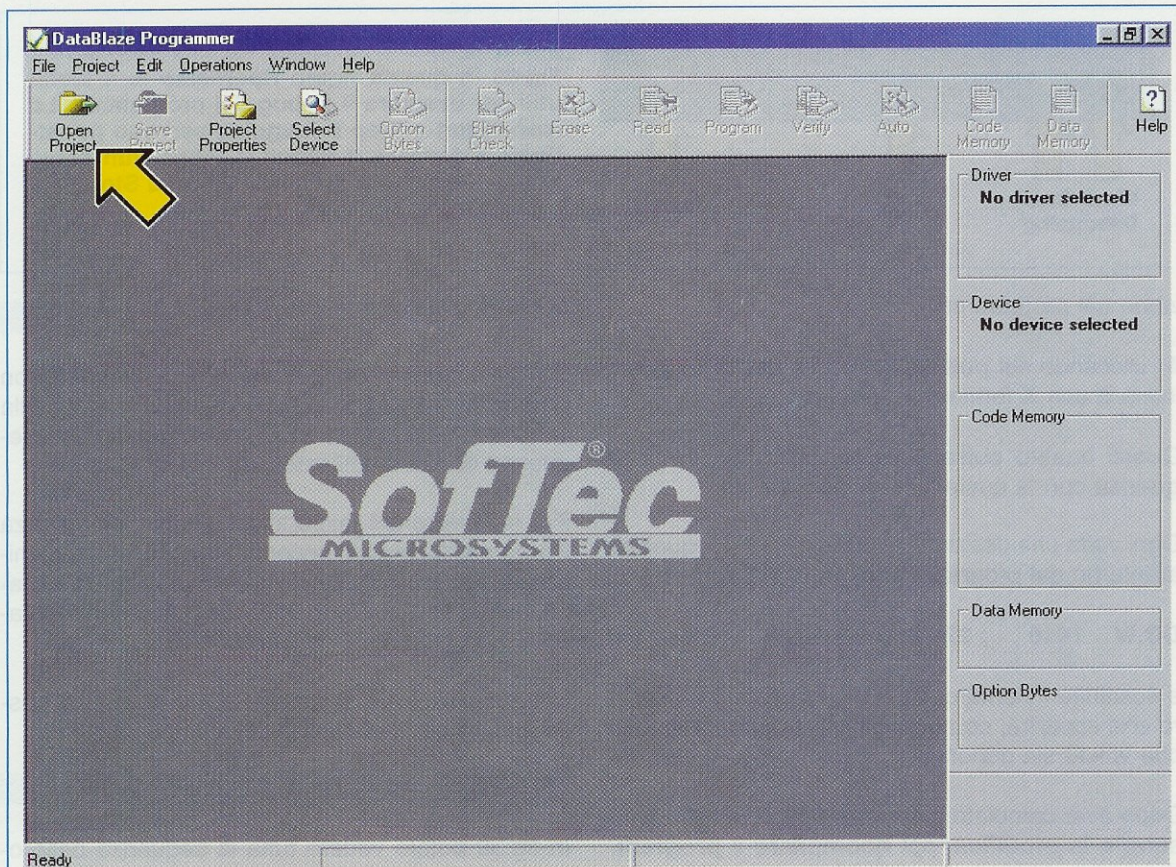 DataBlaze Programmer
File Project Edit Operations Window Help
Open Project
Save Project
Project Properties
Select Device
Option Bytes
Blank Check
Erase
Read
Program
Verify
Auto
Code Memory
Data Memory
Help
Driver
No driver selected
Device
No device selected
Code Memory
Data Memory
Option Bytes
SofTec®
MICROSYSTEMS
Ready